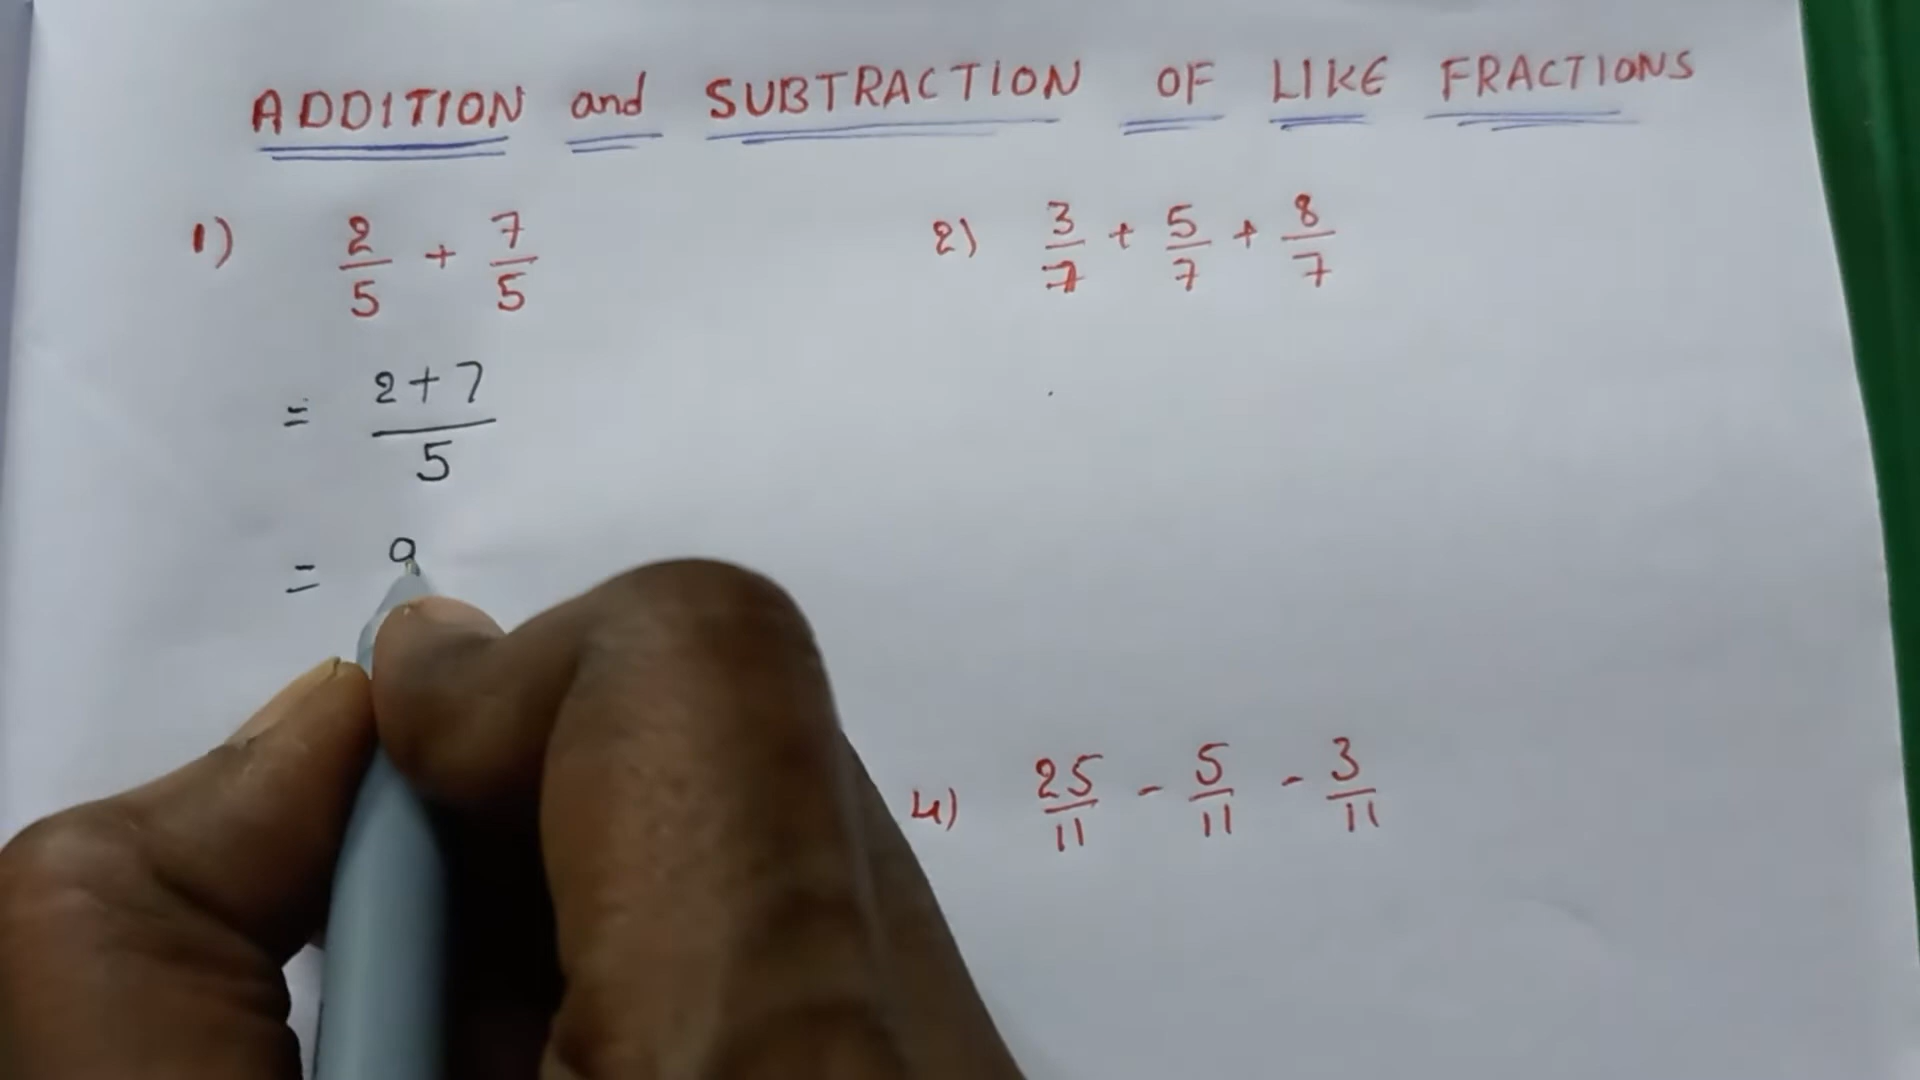 ADDITION and SUBTRACTION OF LIKE FRACTIONS
1) 2/5 + 7/5
2) 3/7 + 5/7 + 8/7
= 2+7/5
= 9
4) 25/11 - 5/11 - 3/11